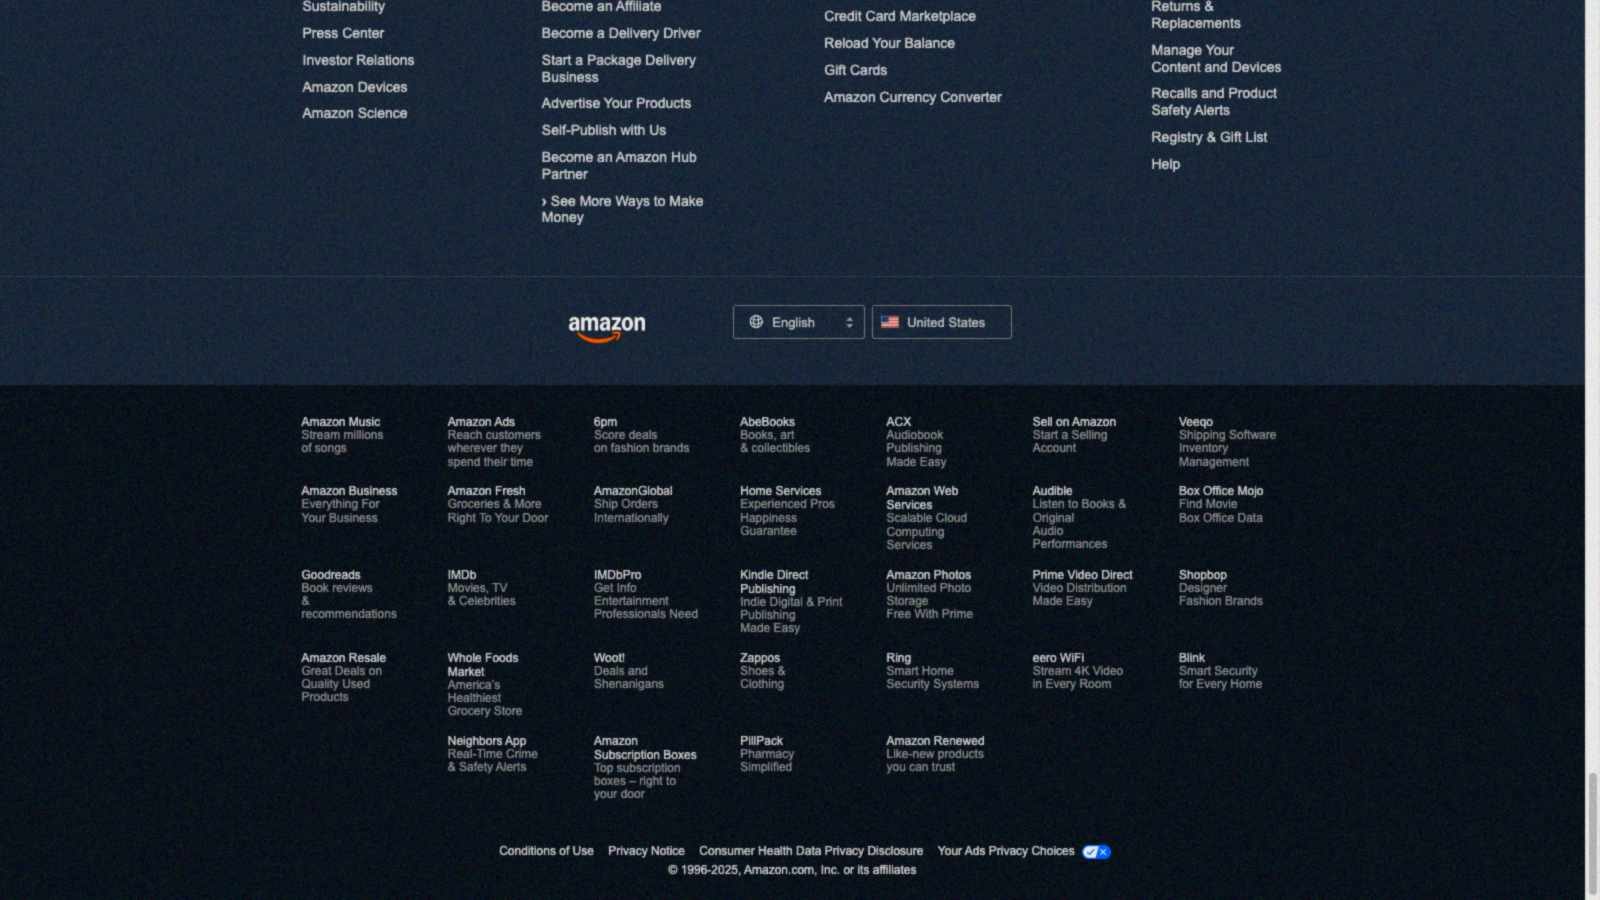 Sustainability
Press Center
Investor Relations
Amazon Devices
Amazon Science
Become an Affiliate
Become a Delivery Driver
Start a Package Delivery
Business
Advertise Your Products
Self-Publish with Us
Become an Amazon Hub
Partner
› See More Ways to Make
Money
Credit Card Marketplace
Reload Your Balance
Gift Cards
Amazon Currency Converter
Returns &
Replacements
Manage Your
Content and Devices
Recalls and Product
Safety Alerts
Registry & Gift List
Help
amazon
English
United States
Amazon Music
Stream millions
of songs
Amazon Ads
Reach customers
wherever they
spend their time
6pm
Score deals
on fashion brands
AbeBooks
Books, art
& collectibles
ACX
Audiobook
Publishing
Made Easy
Sell on Amazon
Start a Selling
Account
Veeqo
Shipping Software
Inventory
Management
Amazon Business
Everything For
Your Business
Amazon Fresh
Groceries & More
Right To Your Door
AmazonGlobal
Ship Orders
Internationally
Home Services
Experienced Pros
Happiness
Guarantee
Amazon Web
Services
Scalable Cloud
Computing
Services
Audible
Listen to Books &
Original
Audio
Performances
Box Office Mojo
Find Movie
Box Office Data
Goodreads
Book reviews
&
recommendations
IMDb
Movies, TV
& Celebrities
IMDbPro
Get Info
Entertainment
Professionals Need
Kindle Direct
Publishing
Indie Digital & Print
Publishing
Made Easy
Amazon Photos
Unlimited Photo
Storage
Free With Prime
Prime Video Direct
Video Distribution
Made Easy
Shopbop
Designer
Fashion Brands
Amazon Resale
Great Deals on
Quality Used
Products
Whole Foods
Market
America's
Healthiest
Grocery Store
Woot!
Deals and
Shenanigans
Zappos
Shoes &
Clothing
Ring
Smart Home
Security Systems
eero WiFi
Stream 4K Video
in Every Room
Blink
Smart Security
for Every Home
Neighbors App
Real-Time Crime
& Safety Alerts
Amazon
Subscription Boxes
Top subscription
boxes – right to
your door
PillPack
Pharmacy
Simplified
Amazon Renewed
Like-new products
you can trust
Conditions of Use Privacy Notice Consumer Health Data Privacy Disclosure Your Ads Privacy Choices
© 1996-2025, Amazon.com, Inc. or its affiliates